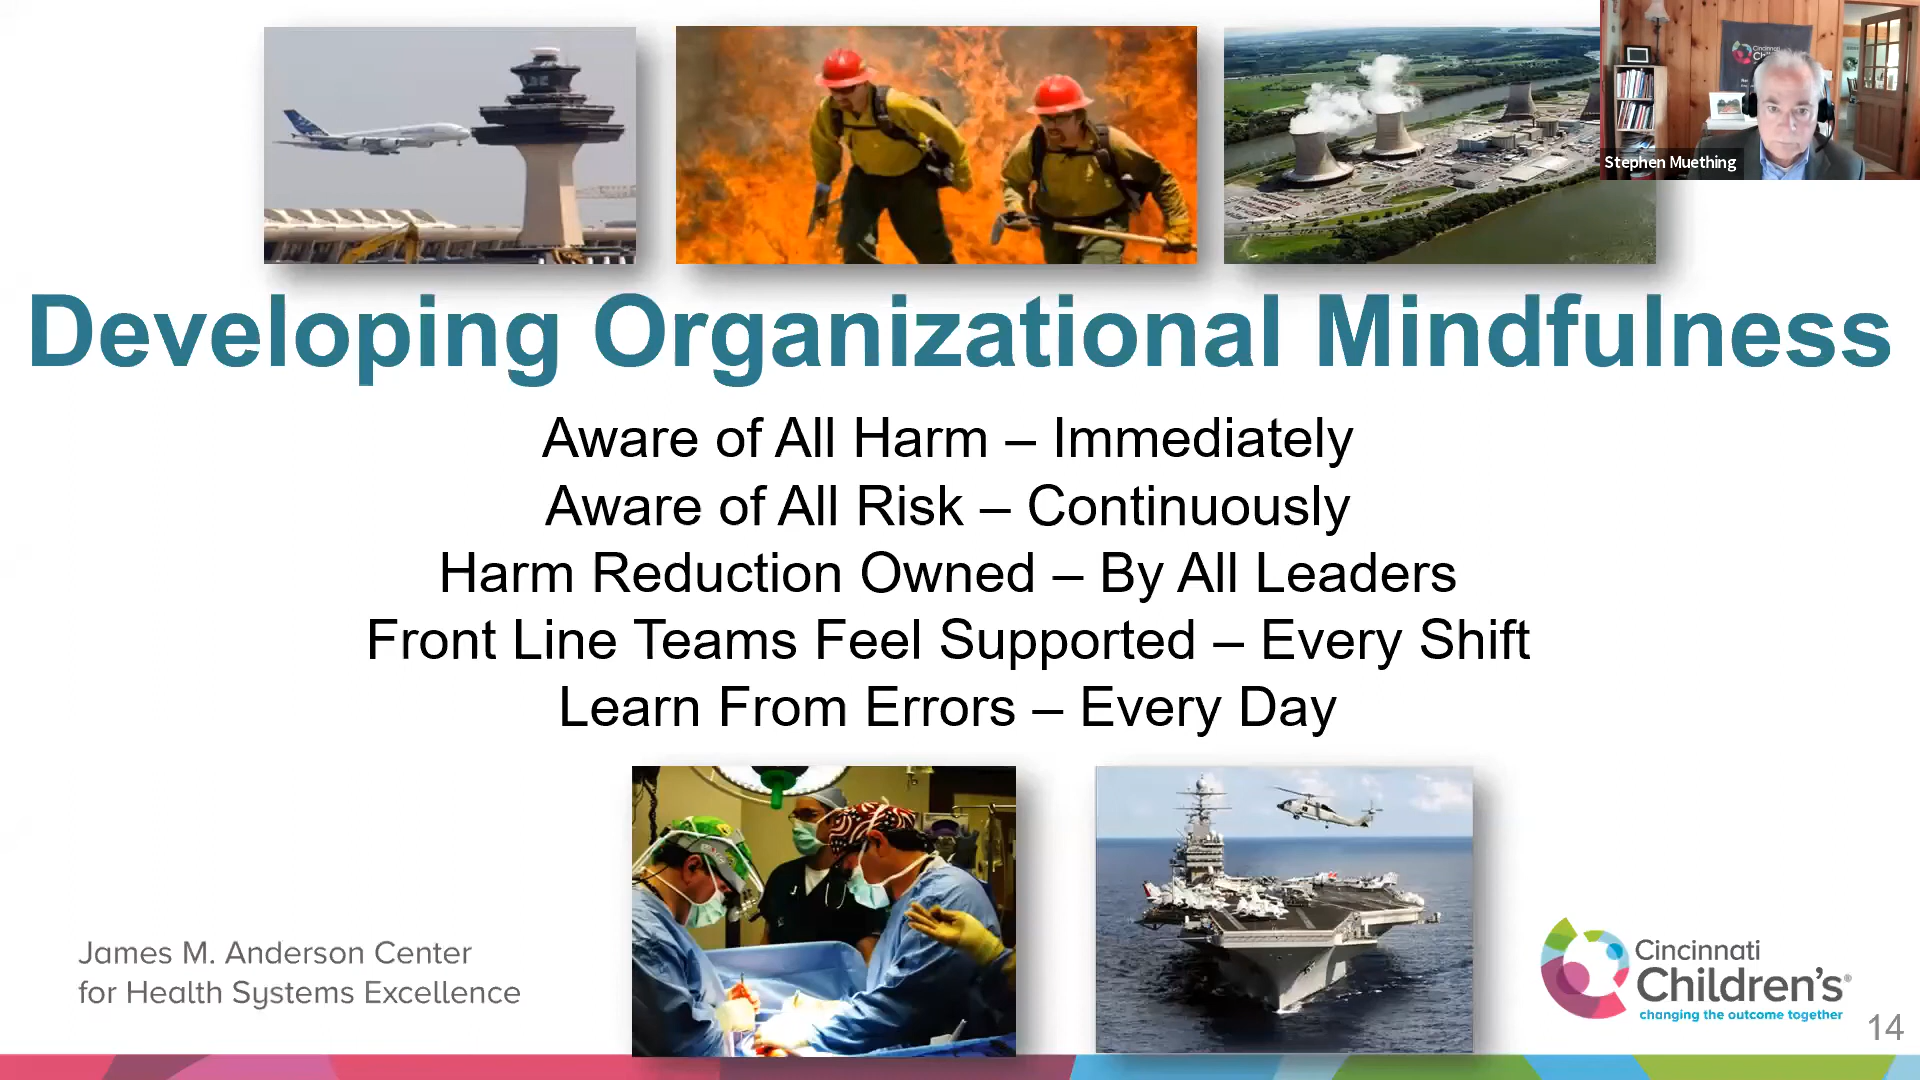 Stephen Muething
Developing Organizational Mindfulness
Aware of All Harm – Immediately
Aware of All Risk – Continuously
Harm Reduction Owned – By All Leaders
Front Line Teams Feel Supported – Every Shift
Learn From Errors – Every Day
James M. Anderson Center
for Health Systems Excellence
Cincinnati
Children's®
changing the outcome together
14